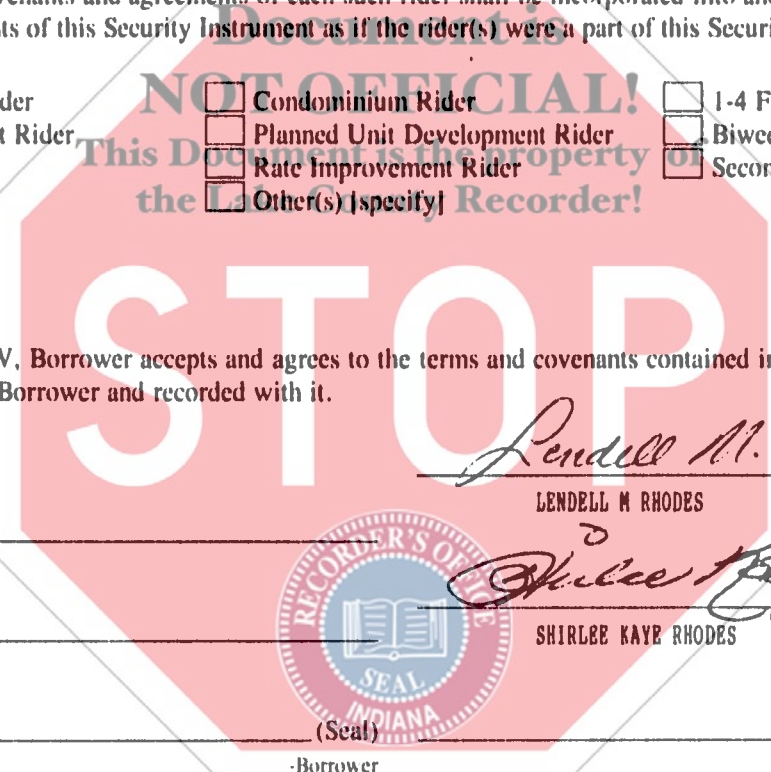 venants and agreements of each such rider shall be incorporated into and
ts of this Security Instrument as if the rider(s) were a part of this Securi
Document is
NOT OFFICIAL!
This Document is the property of
the Lake County Recorder!
der Condominium Rider 1-4 F
t Rider Planned Unit Development Rider Biwee
Rate Improvement Rider Secon
Other(s) [specify]
STOP
V, Borrower accepts and agrees to the terms and covenants contained in
Borrower and recorded with it.
Lendell M.
LENDELL M RHODES
Shirlee
SHIRLEE KAYE RHODES
RECORDER'S OFFICE
SEAL
INDIANA
(Seal)
-Borrower